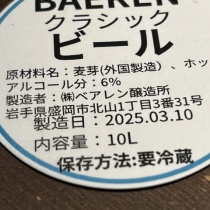 BAEREN
クラシック
ビール
原材料名：麦芽(外国製造）、ホッ
アルコール分：6％
製造者：㈱ベアレン醸造所
岩手県盛岡市北山1丁目3番31号
製造日：2025.03.10
内容量：10L
保存方法:要冷蔵